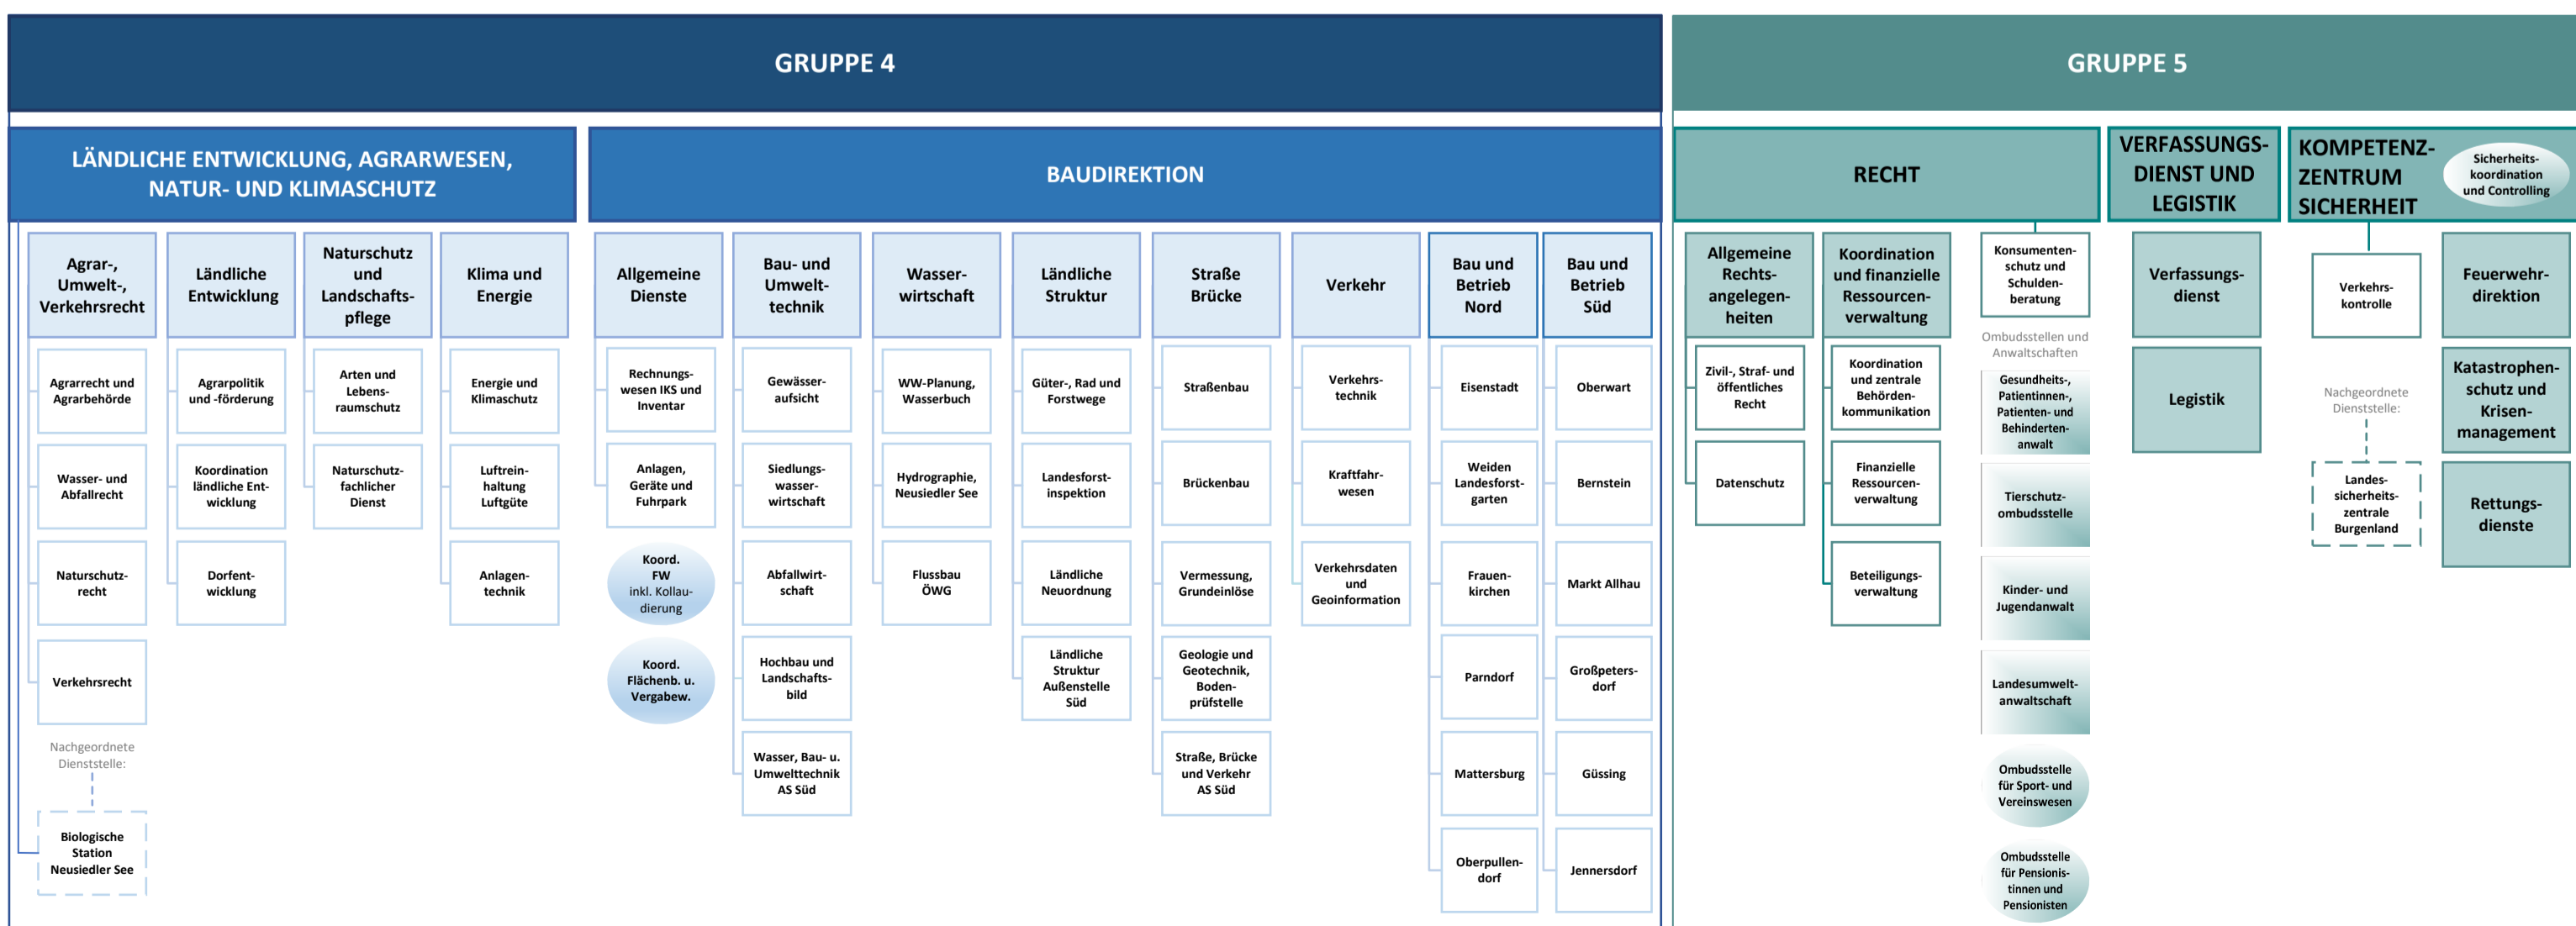 GRUPPE 4
LÄNDLICHE ENTWICKLUNG, AGRARWESEN,
NATUR- UND KLIMASCHUTZ
Agrar-,
Umwelt-,
Verkehrsrecht
Agrarrecht und
Agrarbehörde
Wasser- und
Abfallrecht
Naturschutz-
recht
Verkehrsrecht
Nachgeordnete
Dienststelle:
Biologische
Station
Neusiedler See
Ländliche
Entwicklung
Agrarpolitik
und -förderung
Koordination
ländliche Ent-
wicklung
Dorfent-
wicklung
Naturschutz
und
Landschafts-
pflege
Arten und
Lebens-
raumschutz
Naturschutz-
fachlicher
Dienst
Klima und
Energie
Energie und
Klimaschutz
Luftrein-
haltung
Luftgüte
Anlagen-
technik
BAUDIREKTION
Allgemeine
Dienste
Rechnungs-
wesen IKS und
Inventar
Anlagen,
Geräte und
Fuhrpark
Koord.
FW
inkl. Kollau-
dierung
Koord.
Flächenb. u.
Vergabew.
Bau- und
Umwelt-
technik
Gewässer-
aufsicht
Siedlungs-
wasser-
wirtschaft
Abfallwirt-
schaft
Hochbau und
Landschafts-
bild
Wasser, Bau- u.
Umwelttechnik
AS Süd
Wasser-
wirtschaft
WW-Planung,
Wasserbuch
Hydrographie,
Neusiedler See
Flussbau
ÖWG
Ländliche
Struktur
Güter-, Rad und
Forstwege
Landesforst-
inspektion
Ländliche
Neuordnung
Ländliche
Struktur
Außenstelle
Süd
Straße
Brücke
Straßenbau
Brückenbau
Vermessung,
Grundeinlöse
Geologie und
Geotechnik,
Boden-
prüfstelle
Straße, Brücke
und Verkehr
AS Süd
Verkehr
Verkehrs-
technik
Kraftfahr-
wesen
Verkehrsdaten
und
Geoinformation
Bau und
Betrieb
Nord
Eisenstadt
Weiden
Landesforst-
garten
Frauen-
kirchen
Parndorf
Mattersburg
Oberpullen-
dorf
Bau und
Betrieb
Süd
Oberwart
Bernstein
Markt Allhau
Großpeters-
dorf
Güssing
Jennersdorf
GRUPPE 5
RECHT
Allgemeine
Rechts-
angelegen-
heiten
Zivil-, Straf- und
öffentliches
Recht
Datenschutz
Koordination
und finanzielle
Ressourcen-
verwaltung
Koordination
und zentrale
Behörden-
kommunikation
Finanzielle
Ressourcen-
verwaltung
Beteiligungs-
verwaltung
Konsumenten-
schutz und
Schulden-
beratung
Ombudsstellen und
Anwaltschaften
Gesundheits-,
Patientinnen-,
Patienten- und
Behinderten-
anwalt
Tierschutz-
ombudsstelle
Kinder- und
Jugendanwalt
Landesumwelt-
anwaltschaft
Ombudsstelle
für Sport- und
Vereinswesen
Ombudsstelle
für Pensionis-
tinnen und
Pensionisten
VERFASSUNGS-
DIENST UND
LEGISTIK
Verfassungs-
dienst
Legistik
KOMPETENZ-
ZENTRUM
SICHERHEIT
Sicherheits-
koordination
und Controlling
Verkehrs-
kontrolle
Nachgeordnete
Dienststelle:
Landes-
sicherheits-
zentrale
Burgenland
Feuerwehr-
direktion
Katastrophen-
schutz und
Krisen-
management
Rettungs-
dienste